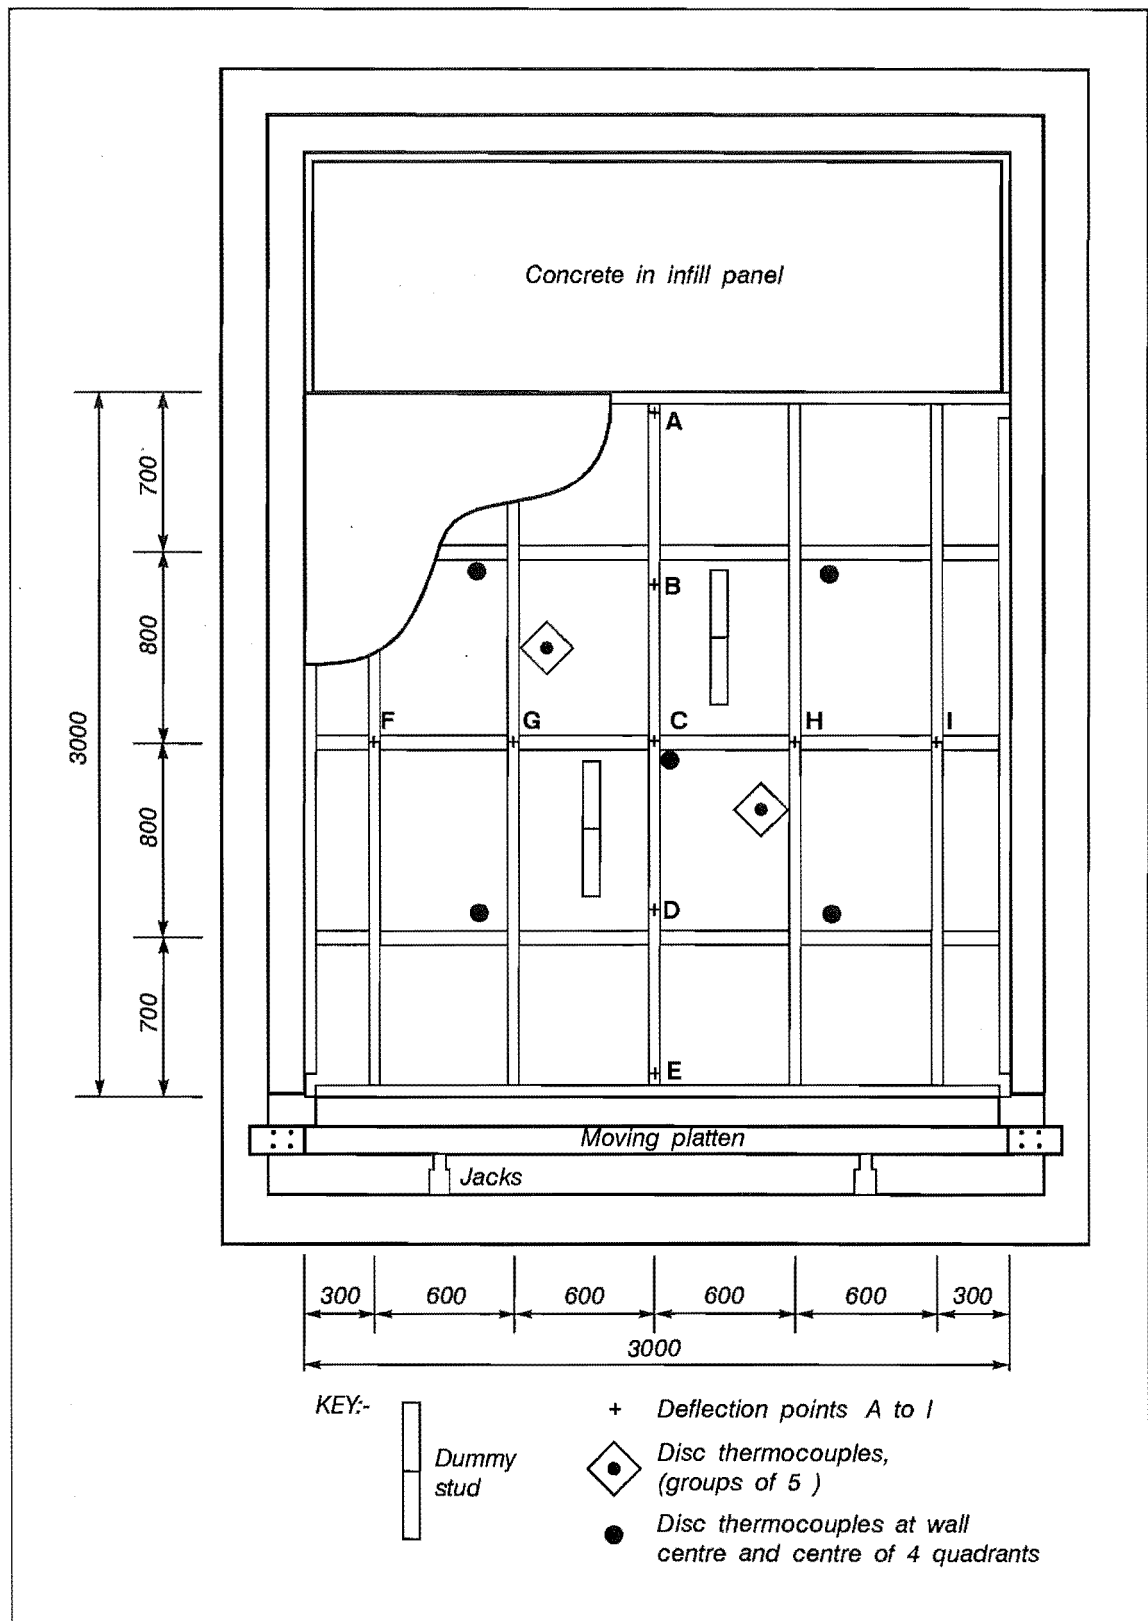 Concrete in infill panel
A
700
B
800
F
G
C
H
I
3000
800
D
700
E
Moving platten
Jacks
300
600
600
600
600
300
3000
KEY:-
Dummy
stud
+ Deflection points A to I
Disc thermocouples,
(groups of 5 )
Disc thermocouples at wall
centre and centre of 4 quadrants